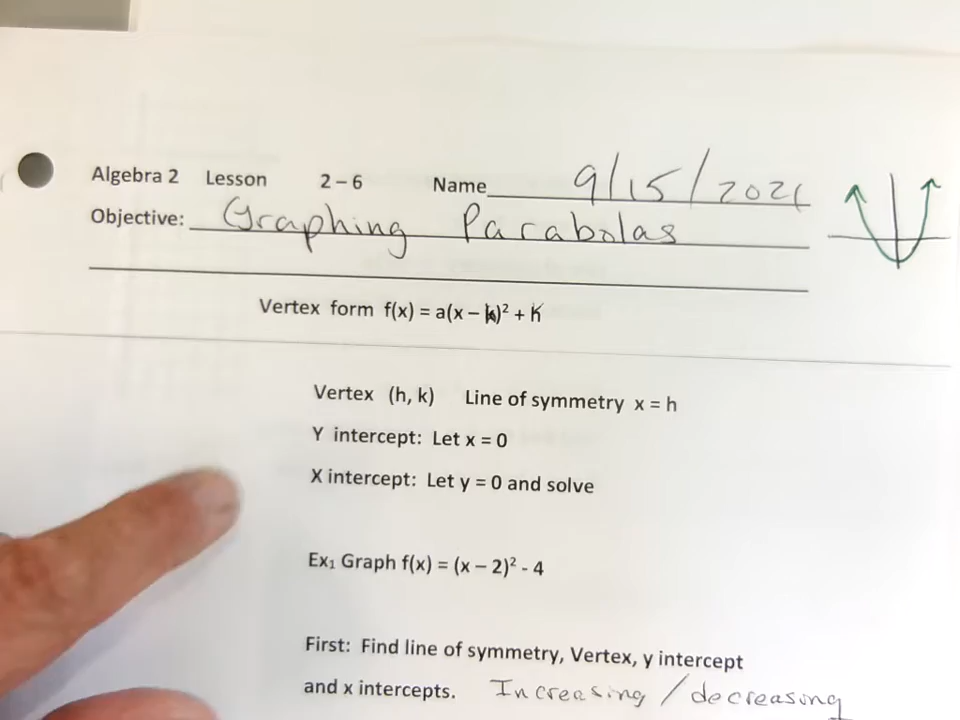 Algebra 2 Lesson 2 – 6 Name 9/15/2021
Objective: Graphing Parabolas
Vertex form f(x) = a(x – h)² + k
Vertex (h, k) Line of symmetry x = h
Y intercept: Let x = 0
X intercept: Let y = 0 and solve
Ex₁ Graph f(x) = (x – 2)² - 4
First: Find line of symmetry, Vertex, y intercept
and x intercepts. Increasing / decreasing